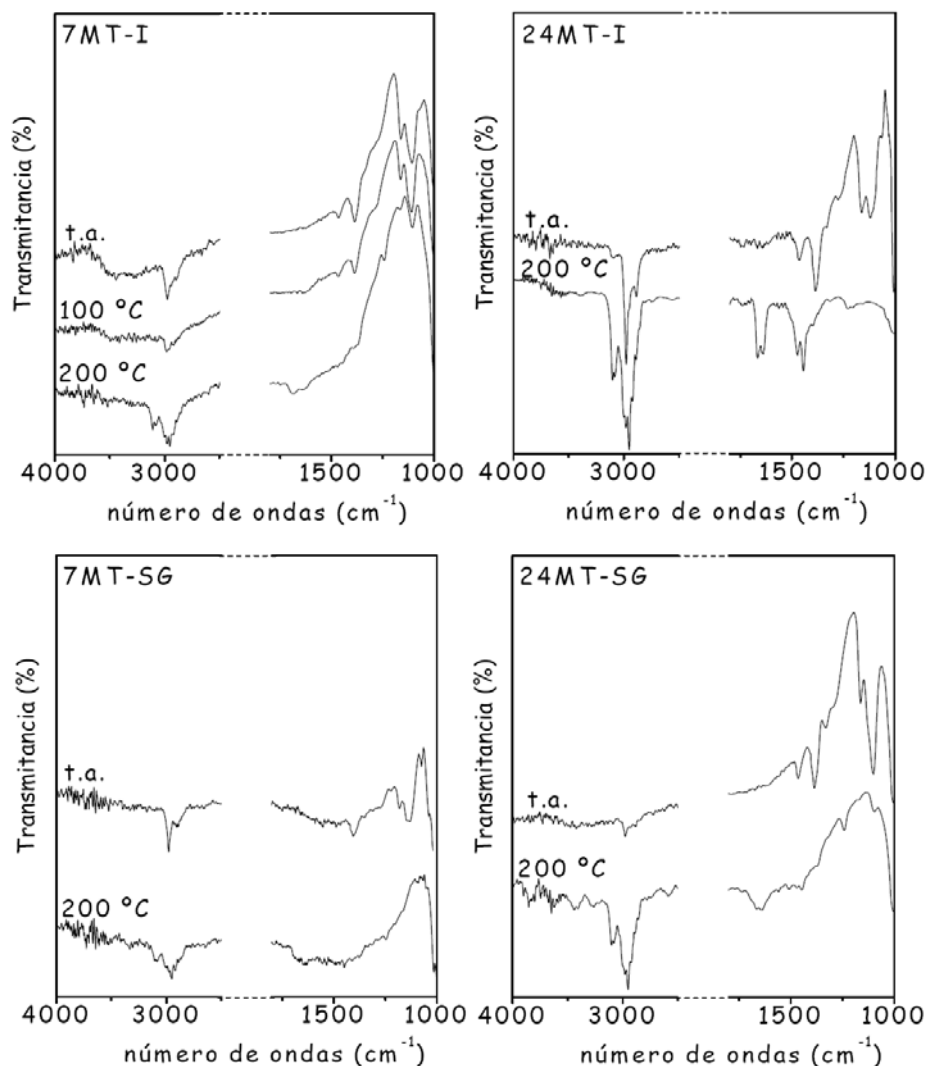 7MT-I
Transmitancia (%)
t.a.
100 °C
200 °C
4000 3000 1500 1000
número de ondas (cm⁻¹)
24MT-I
Transmitancia (%)
t.a.
200 °C
4000 3000 1500 1000
número de ondas (cm⁻¹)
7MT-SG
Transmitancia (%)
t.a.
200 °C
4000 3000 1500 1000
número de ondas (cm⁻¹)
24MT-SG
Transmitancia (%)
t.a.
200 °C
4000 3000 1500 1000
número de ondas (cm⁻¹)